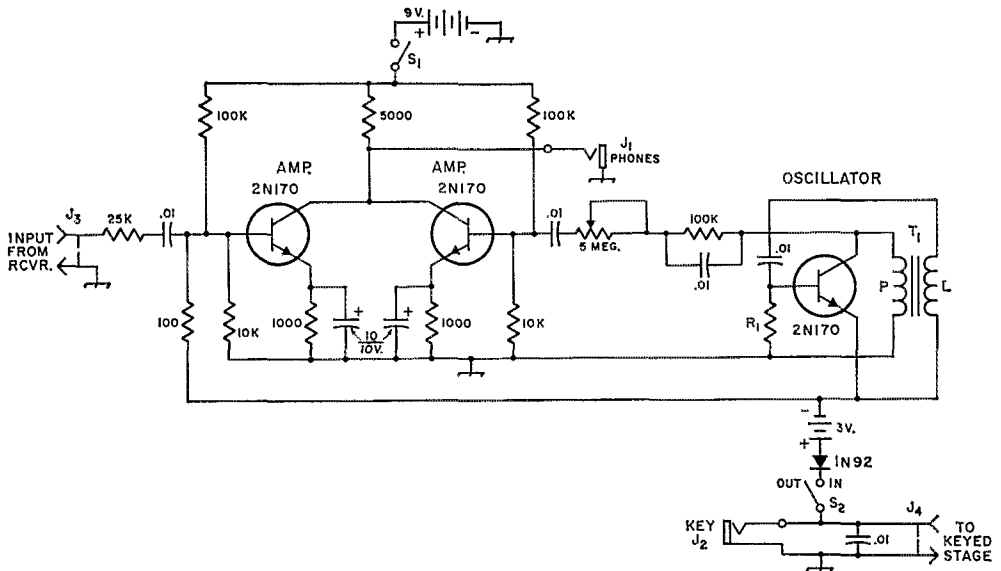 9V.
+
-
S1
100K
5000
100K
J1
PHONES
AMP.
2N170
AMP.
2N170
OSCILLATOR
J3
INPUT
FROM
RCVR.
25K
.01
.01
5 MEG.
100K
.01
.01
T1
P
L
2N170
R1
100
10K
1000
+
10
10V.
+
1000
10K
-
3V.
+
1N92
OUT
IN
S2
KEY
J2
.01
J4
TO
KEYED
STAGE